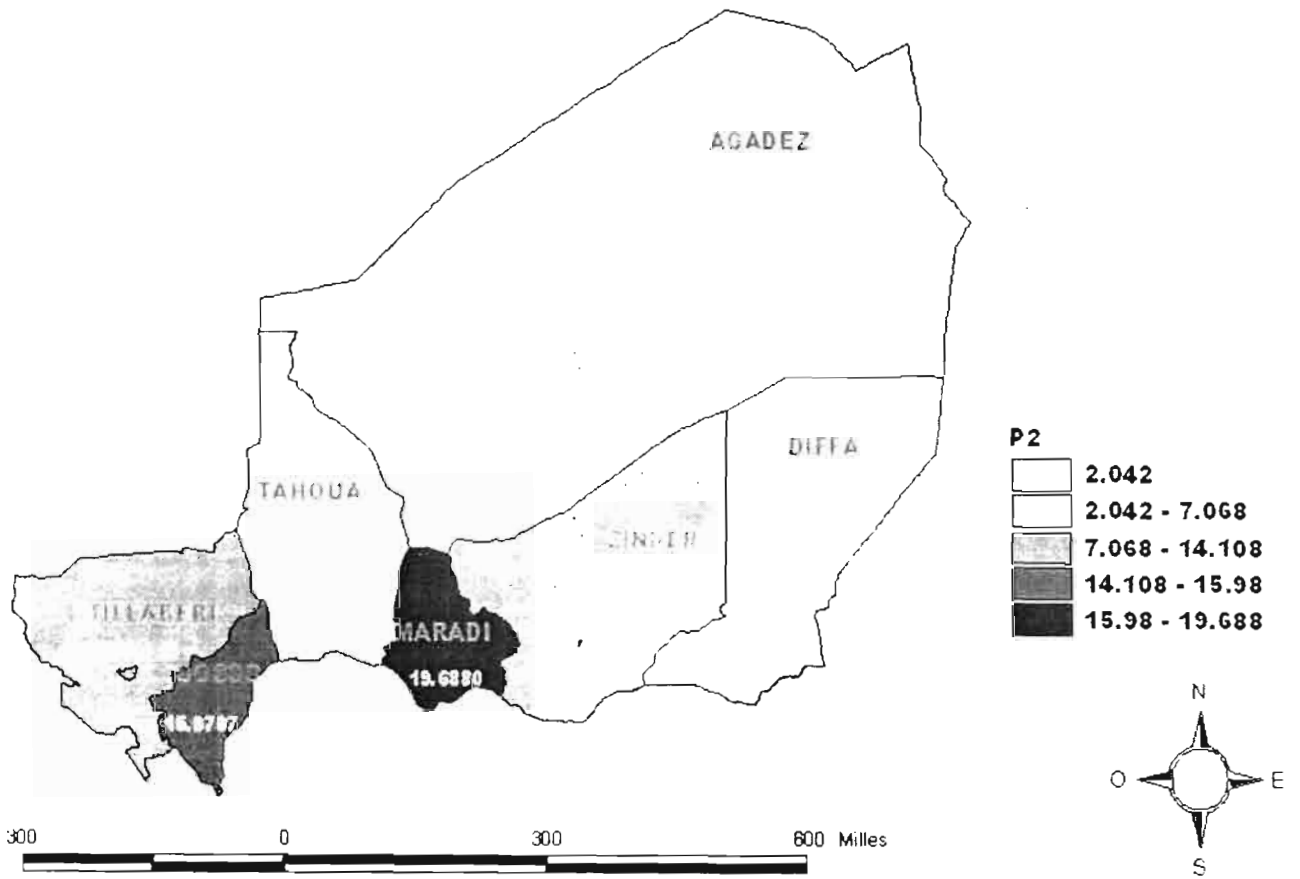 AGADEZ
DIFFA
TAHOUA
TILLABERI
MARADI
19.6880
P2
2.042
2.042 - 7.068
7.068 - 14.108
14.108 - 15.98
15.98 - 19.688
N
O
E
S
300
0
300
600 Milles